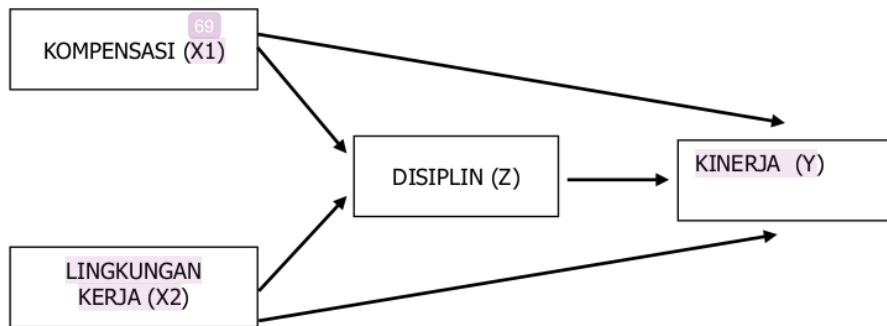 69
KOMPENSASI (X1)
DISIPLIN (Z)
KINERJA (Y)
LINGKUNGAN
KERJA (X2)